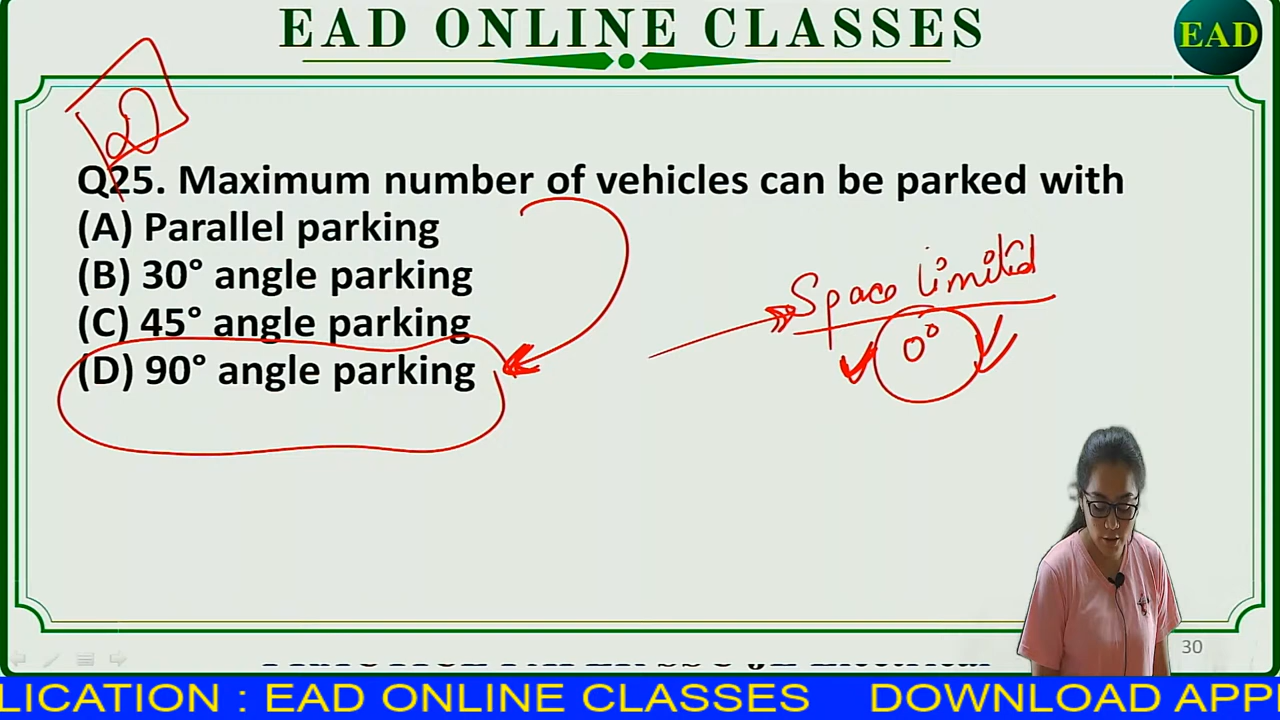 EAD ONLINE CLASSES
EAD
D
Q25. Maximum number of vehicles can be parked with
(A) Parallel parking
(B) 30° angle parking
(C) 45° angle parking
(D) 90° angle parking
Space limited
0°
30
LICATION : EAD ONLINE CLASSES DOWNLOAD APP